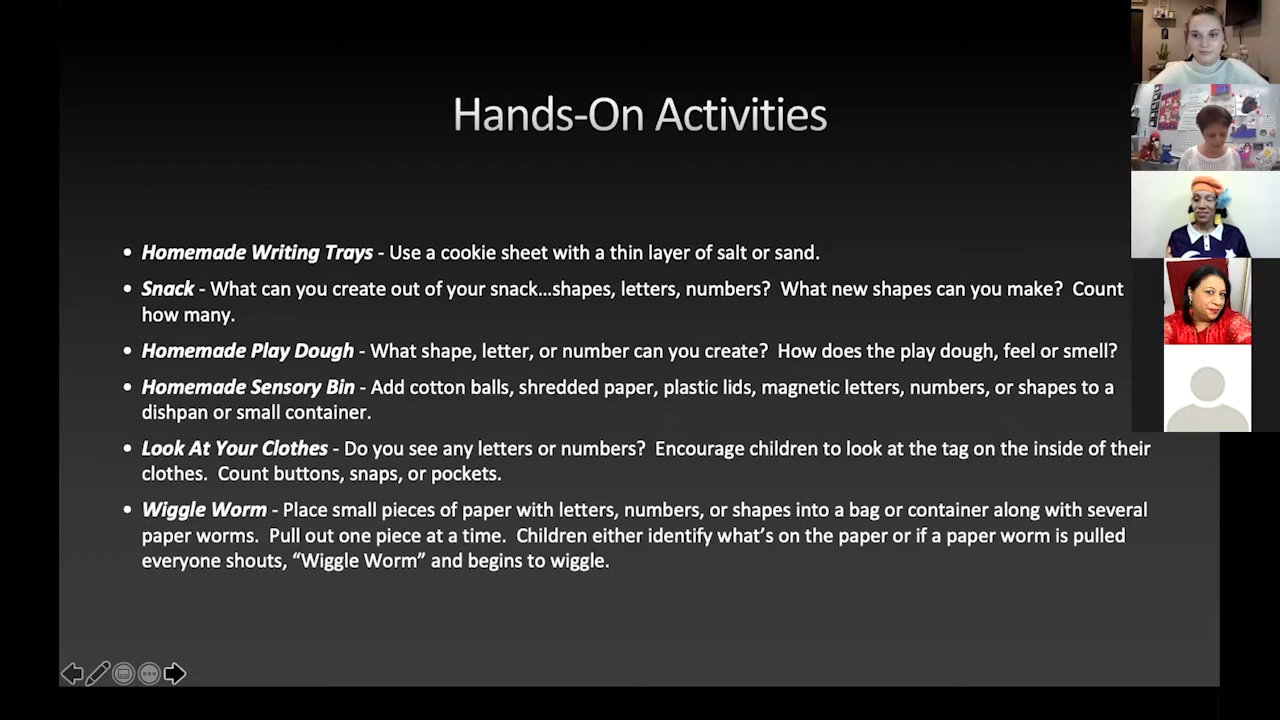 Hands-On Activities
• Homemade Writing Trays - Use a cookie sheet with a thin layer of salt or sand.
• Snack - What can you create out of your snack...shapes, letters, numbers?  What new shapes can you make?  Count
how many.
• Homemade Play Dough - What shape, letter, or number can you create?  How does the play dough, feel or smell?
• Homemade Sensory Bin - Add cotton balls, shredded paper, plastic lids, magnetic letters, numbers, or shapes to a
dishpan or small container.
• Look At Your Clothes - Do you see any letters or numbers?  Encourage children to look at the tag on the inside of their
clothes.  Count buttons, snaps, or pockets.
• Wiggle Worm - Place small pieces of paper with letters, numbers, or shapes into a bag or container along with several
paper worms.  Pull out one piece at a time.  Children either identify what's on the paper or if a paper worm is pulled
everyone shouts, “Wiggle Worm” and begins to wiggle.